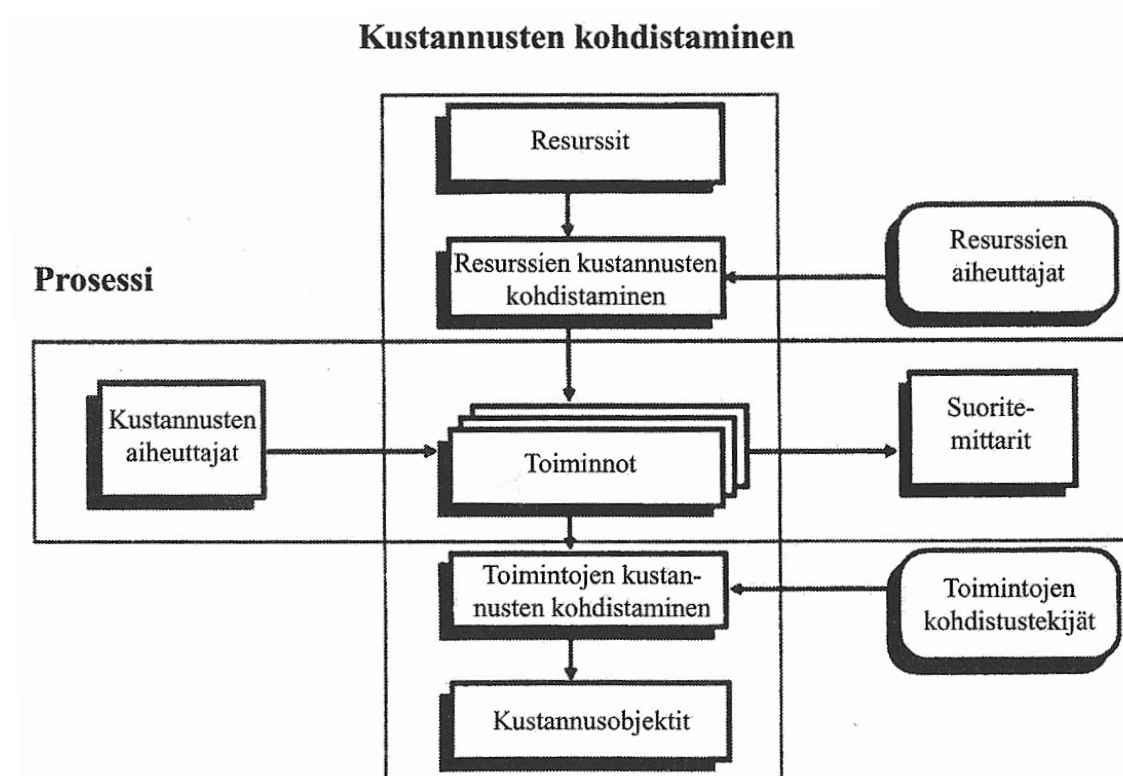 Kustannusten kohdistaminen
Resurssit
Resurssien
aiheuttajat
Resurssien kustannusten
kohdistaminen
Prosessi
Kustannusten
aiheuttajat
Toiminnot
Suorite-
mittarit
Toimintojen kustan-
nusten kohdistaminen
Toimintojen
kohdistustekijät
Kustannusobjektit